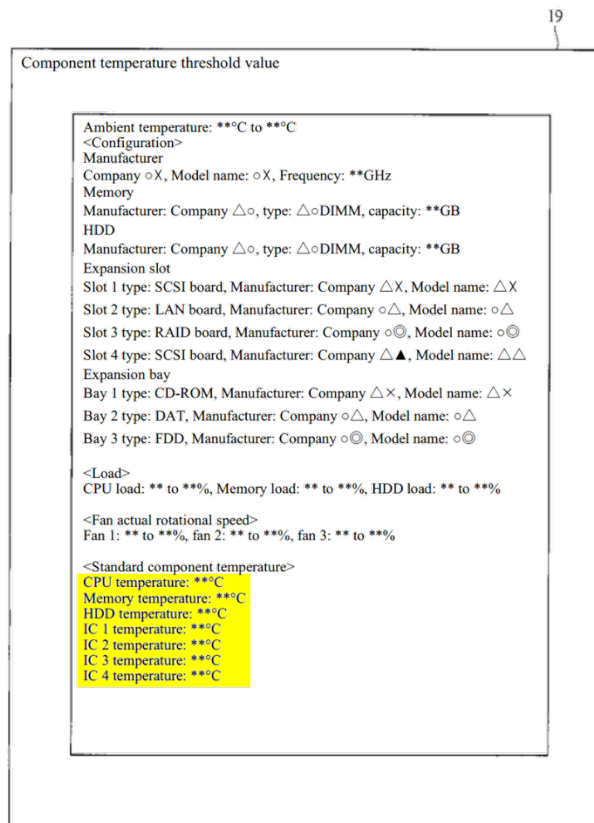 19
Component temperature threshold value
Ambient temperature: **°C to **°C
<Configuration>
Manufacturer
Company ○X, Model name: ○X, Frequency: **GHz
Memory
Manufacturer: Company △○, type: △○DIMM, capacity: **GB
HDD
Manufacturer: Company △○, type: △○DIMM, capacity: **GB
Expansion slot
Slot 1 type: SCSI board, Manufacturer: Company △X, Model name: △X
Slot 2 type: LAN board, Manufacturer: Company ○△, Model name: ○△
Slot 3 type: RAID board, Manufacturer: Company ○◎, Model name: ○◎
Slot 4 type: SCSI board, Manufacturer: Company △▲, Model name: △△
Expansion bay
Bay 1 type: CD-ROM, Manufacturer: Company △×, Model name: △×
Bay 2 type: DAT, Manufacturer: Company ○△, Model name: ○△
Bay 3 type: FDD, Manufacturer: Company ○◎, Model name: ○◎
<Load>
CPU load: ** to **%, Memory load: ** to **%, HDD load: ** to **%
<Fan actual rotational speed>
Fan 1: ** to **%, fan 2: ** to **%, fan 3: ** to **%
<Standard component temperature>
CPU temperature: **°C
Memory temperature: **°C
HDD temperature: **°C
IC 1 temperature: **°C
IC 2 temperature: **°C
IC 3 temperature: **°C
IC 4 temperature: **°C